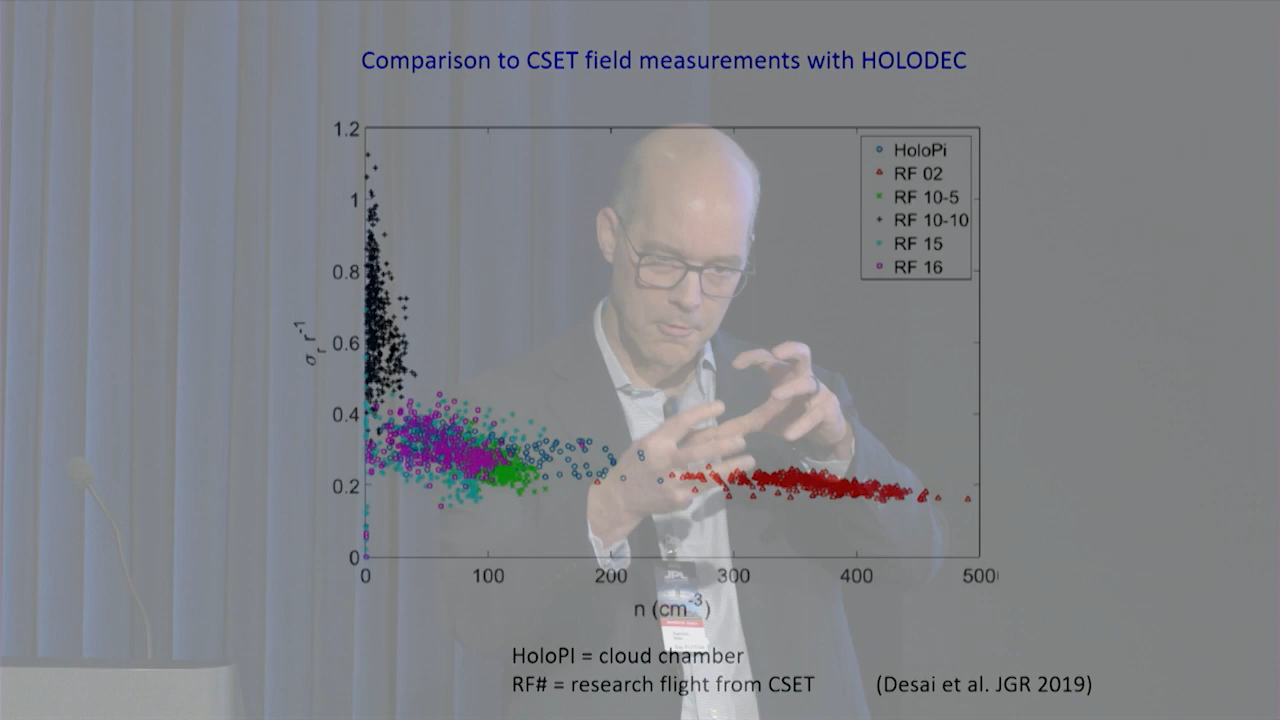 Comparison to CSET field measurements with HOLODEC
1.2
1
0.8
0.6
0.4
0.2
0
σr r-1
HoloPi
RF 02
RF 10-5
RF 10-10
RF 15
RF 16
0 100 200 300 400 500
n (cm-3)
JPL
HoloPI = cloud chamber
RF# = research flight from CSET (Desai et al. JGR 2019)